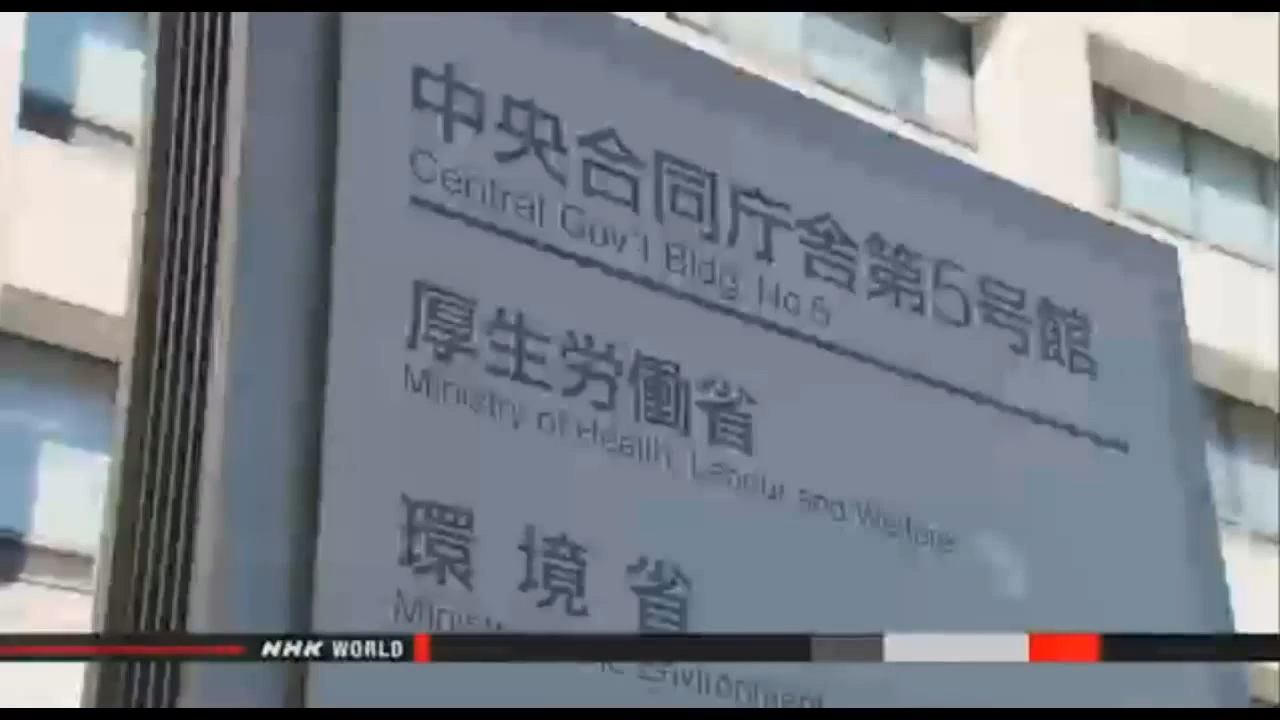 中央合同庁舎第5号館
Central Gov't Bldg. No.5
厚生労働省
Ministry of Health, Labour and Welfare
環境省
NHK WORLD
Environment